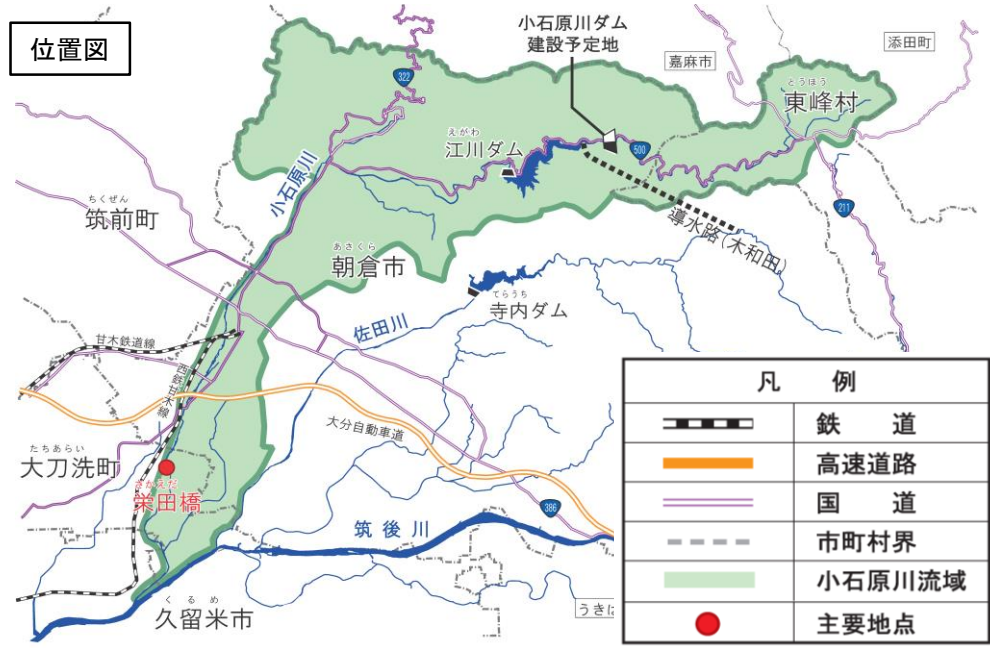 位置図
小石原川ダム
建設予定地
嘉麻市
添田町
とうほう
東峰村
322
500
211
えがわ
江川ダム
小石原川
導水路(木和田)
ちくぜん
筑前町
あさくら
朝倉市
てらうち
寺内ダム
佐田川
甘木鉄道線
西鉄甘木線
大分自動車道
たちあらい
大刀洗町
さかえだ
栄田橋
386
筑後川
くるめ
久留米市
うきは
凡 例
鉄 道
高速道路
国 道
市町村界
小石原川流域
主要地点